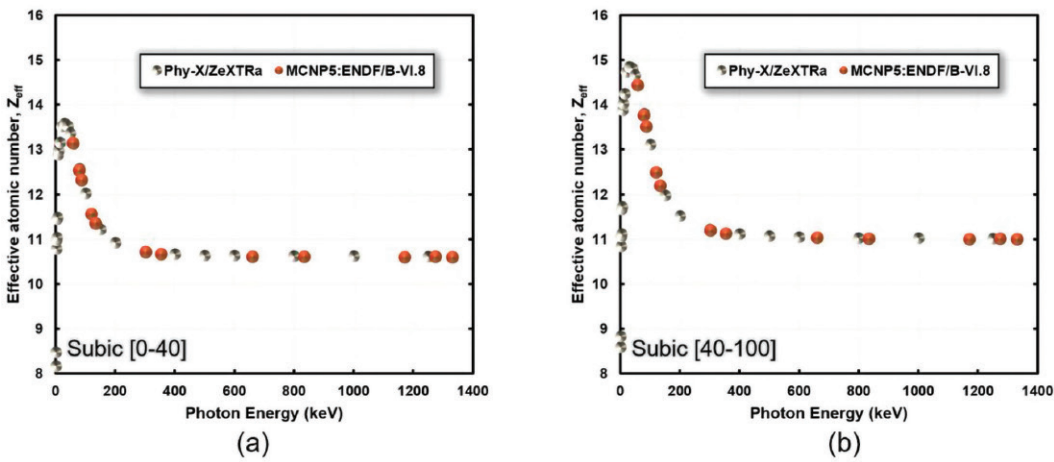 16
15
14
13
12
11
10
9
8
Effective atomic number, Zeff
Phy-X/ZeXTRa MCNP5:ENDF/B-VI.8
Subic [0-40]
0 200 400 600 800 1000 1200 1400
Photon Energy (keV)
(a)
16
15
14
13
12
11
10
9
8
Effective atomic number, Zeff
Phy-X/ZeXTRa MCNP5:ENDF/B-VI.8
Subic [40-100]
0 200 400 600 800 1000 1200 1400
Photon Energy (keV)
(b)